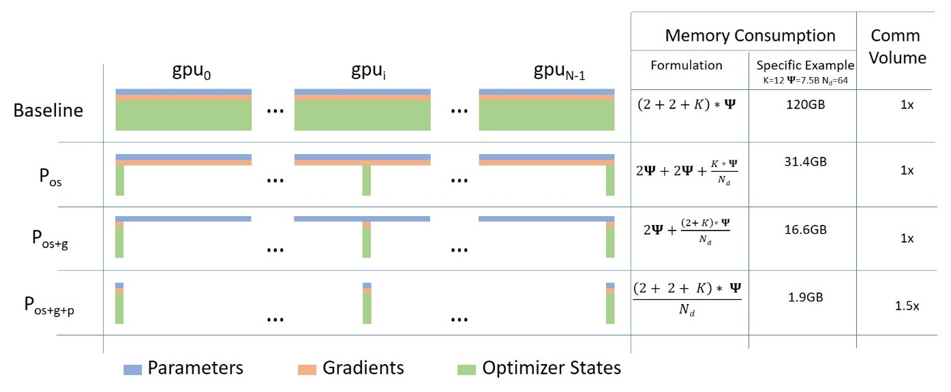 Memory Consumption
Comm Volume
gpu0 gpui gpuN-1
Formulation
Specific Example
K=12 Ψ=7.5B Nd=64
Baseline ... ... (2 + 2 + K) * Ψ 120GB 1x
Pos ... ... 2Ψ + 2Ψ + K * Ψ / Nd 31.4GB 1x
Pos+g ... ... 2Ψ + (2+K) * Ψ / Nd 16.6GB 1x
Pos+g+p ... ... (2 + 2 + K) * Ψ / Nd 1.9GB 1.5x
Parameters Gradients Optimizer States